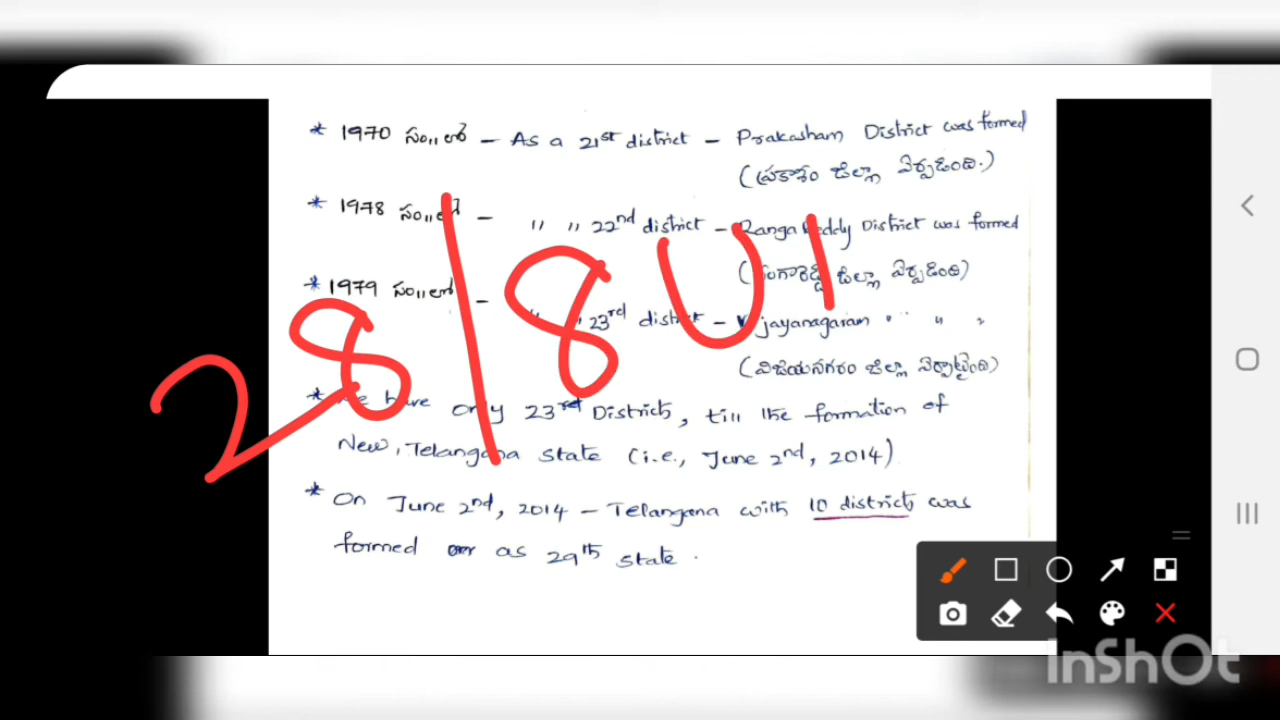 * 1970 సం॥లో – As a 21st district – Prakasham District was formed
(ప్రకాశం జిల్లా ఏర్పడింది.)
* 1978 సం॥లో – " " 22nd district – Ranga Reddy District was formed
(రంగారెడ్డి జిల్లా ఏర్పడింది)
* 1979 సం॥లో – " " 23rd district – Vijayanagaram " " "
(విజయనగరం జిల్లా ఏర్పాటైంది)
* We have only 23rd Districts, till the formation of
New, Telangana State (i.e., June 2nd, 2014)
* On June 2nd, 2014 – Telangana with 10 districts was
formed as 29th state.
28/8 UI
InShOt